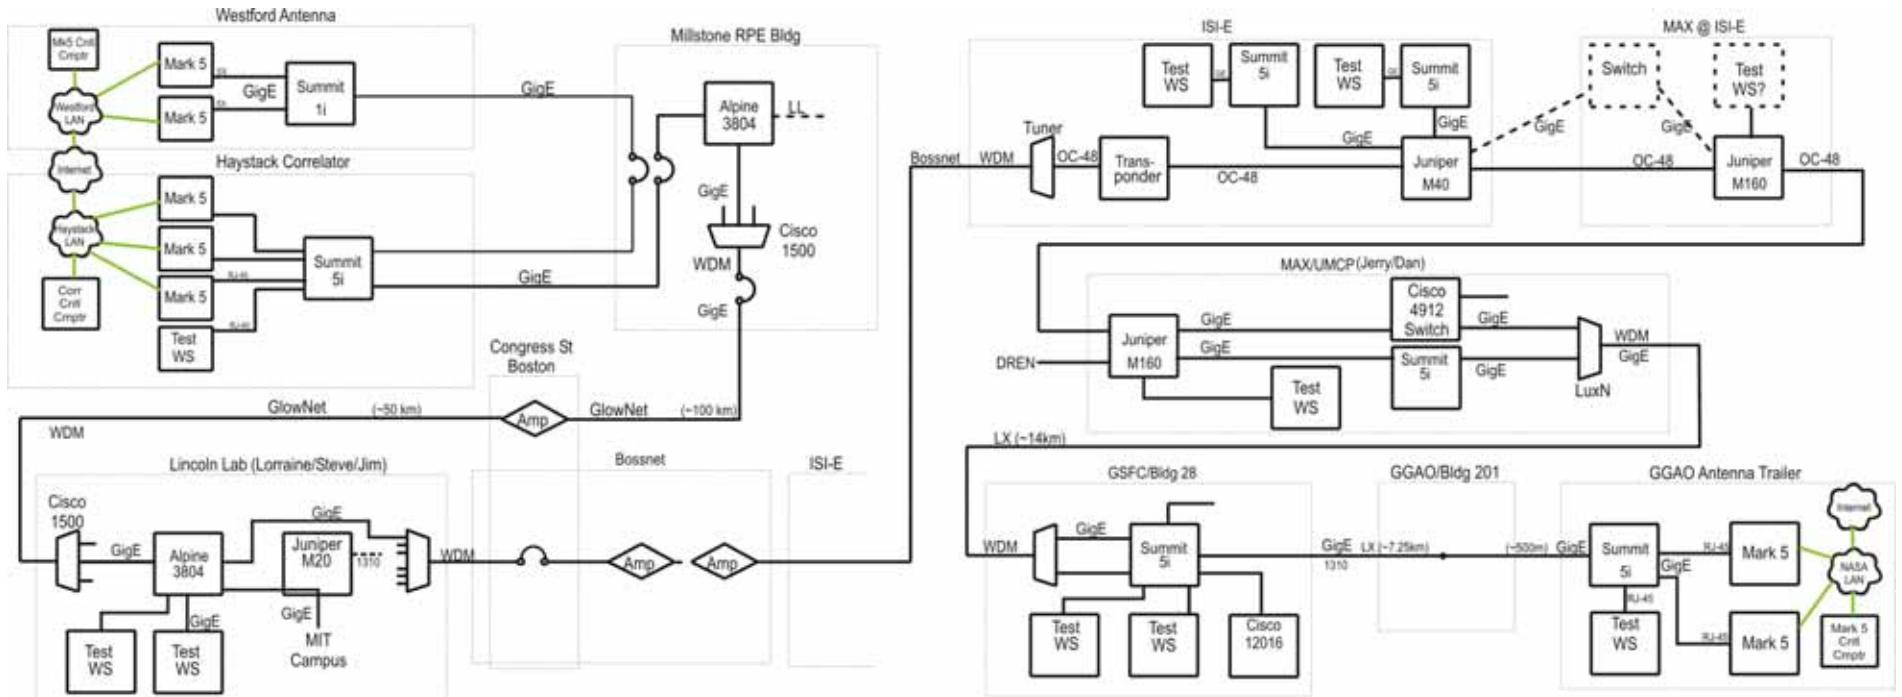 Westford Antenna
Mk5 Cntl
Cmptr
Mark 5
GigE
Summit
1i
Westford
LAN
Mark 5
GigE
Internet
Haystack Correlator
Mark 5
Haystack
LAN
Mark 5
RJ-45
Mark 5
Summit
5i
GigE
Corr
Cntl
Cmptr
RJ-45
Test
WS
Millstone RPE Bldg
Alpine
3804
LL
GigE
Cisco
1500
WDM
GigE
Congress St
Boston
GlowNet
(~50 km)
Amp
GlowNet
(~100 km)
WDM
Lincoln Lab (Lorraine/Steve/Jim)
Cisco
1500
GigE
Alpine
3804
GigE
Juniper
M20
1310
GigE
GigE
MIT
Campus
Test
WS
Test
WS
WDM
Bossnet
Amp
Amp
ISI-E
Bossnet
ISI-E
WDM
Tuner
OC-48
Trans-
ponder
OC-48
Test
WS
GE
Summit
5i
Test
WS
GE
Summit
5i
GigE
GigE
Juniper
M40
GigE
OC-48
MAX @ ISI-E
Switch
Test
WS?
GigE
Juniper
M160
OC-48
MAX/UMCP (Jerry/Dan)
DREN
Juniper
M160
GigE
GigE
Cisco
4912
Switch
GigE
Summit
5i
GigE
Test
WS
LuxN
WDM
GigE
LX (~14km)
GSFC/Bldg 28
WDM
GigE
Summit
5i
Test
WS
Test
WS
Cisco
12016
GigE
1310
GGAO/Bldg 201
LX (~7.25km)
(~500m)
GGAO Antenna Trailer
GigE
Summit
5i
RJ-45
GigE
RJ-45
Test
WS
RJ-45
Mark 5
Mark 5
Internet
NASA
LAN
Mark 5
Cntl
Cmptr